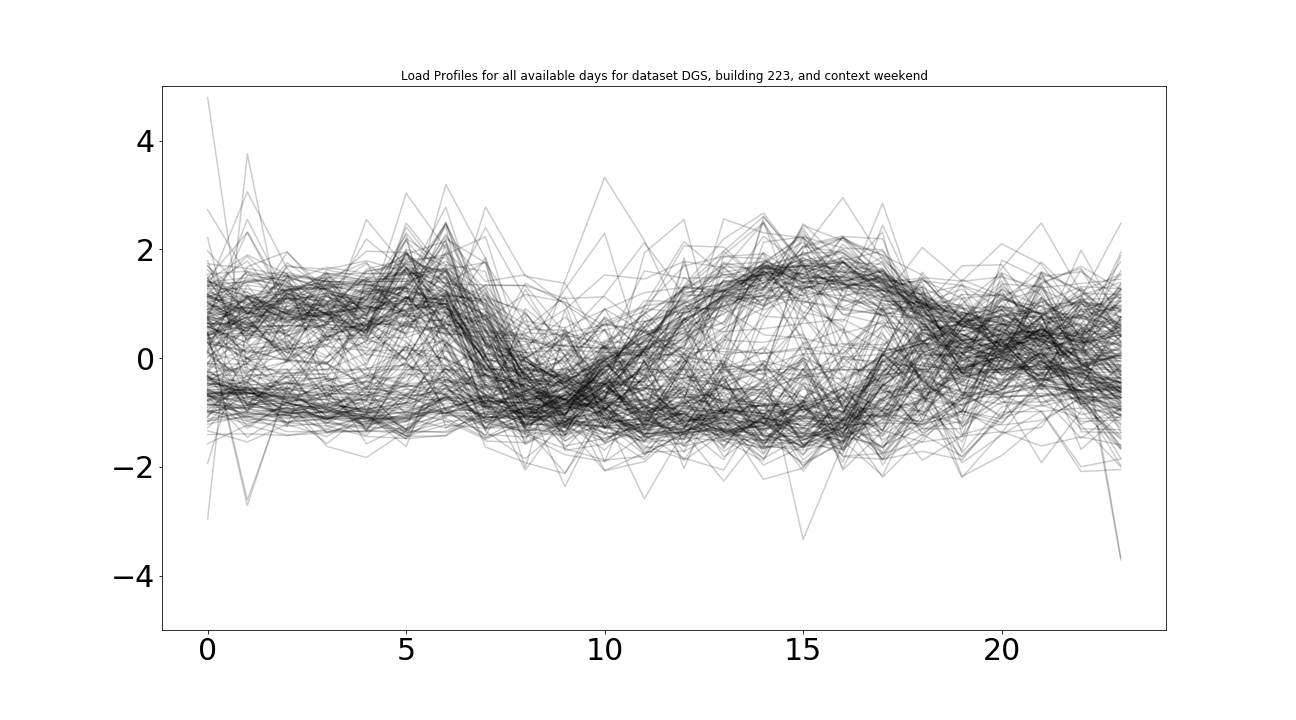 Load Profiles for all available days for dataset DGS, building 223, and context weekend
4
2
0
−2
−4
0 5 10 15 20